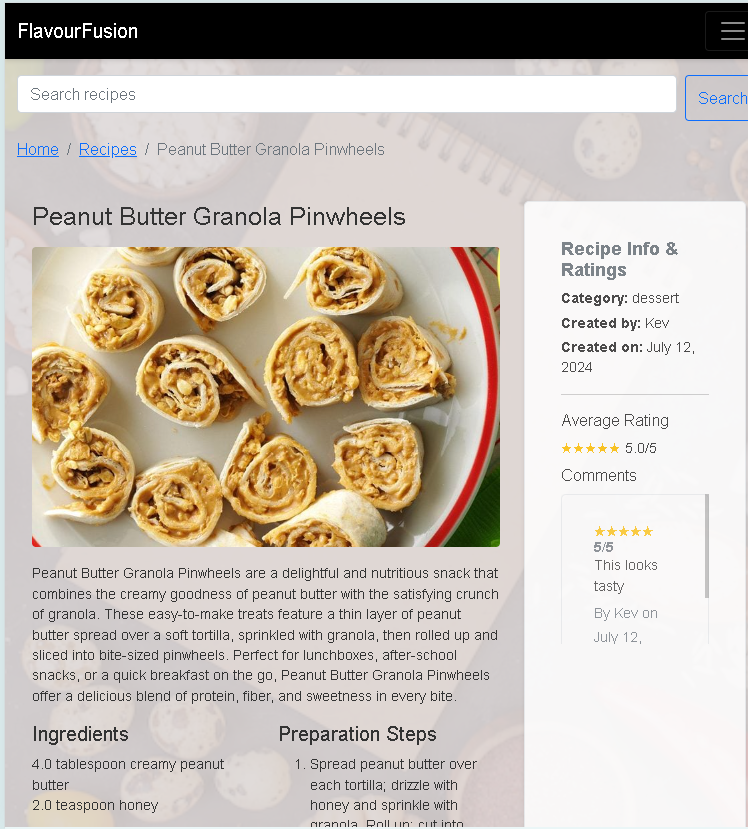 FlavourFusion
Search recipes
Search
Home / Recipes / Peanut Butter Granola Pinwheels
Peanut Butter Granola Pinwheels
Peanut Butter Granola Pinwheels are a delightful and nutritious snack that
combines the creamy goodness of peanut butter with the satisfying crunch
of granola. These easy-to-make treats feature a thin layer of peanut
butter spread over a soft tortilla, sprinkled with granola, then rolled up and
sliced into bite-sized pinwheels. Perfect for lunchboxes, after-school
snacks, or a quick breakfast on the go, Peanut Butter Granola Pinwheels
offer a delicious blend of protein, fiber, and sweetness in every bite.
Ingredients
4.0 tablespoon creamy peanut
butter
2.0 teaspoon honey
Preparation Steps
1. Spread peanut butter over
each tortilla; drizzle with
honey and sprinkle with
granola. Roll up; cut into
Recipe Info &
Ratings
Category: dessert
Created by: Kev
Created on: July 12,
2024
Average Rating
★★★★★ 5.0/5
Comments
★★★★★
5/5
This looks
tasty
By Kev on
July 12,